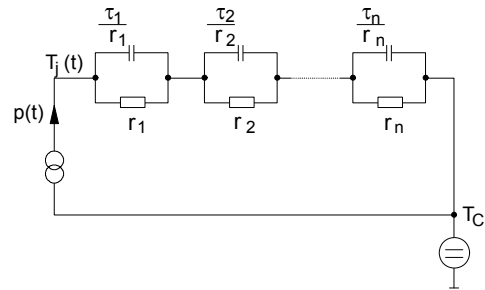 τ1/r1 τ2/r2 τn/rn
Tj(t)
r1 r2 rn
p(t)
TC